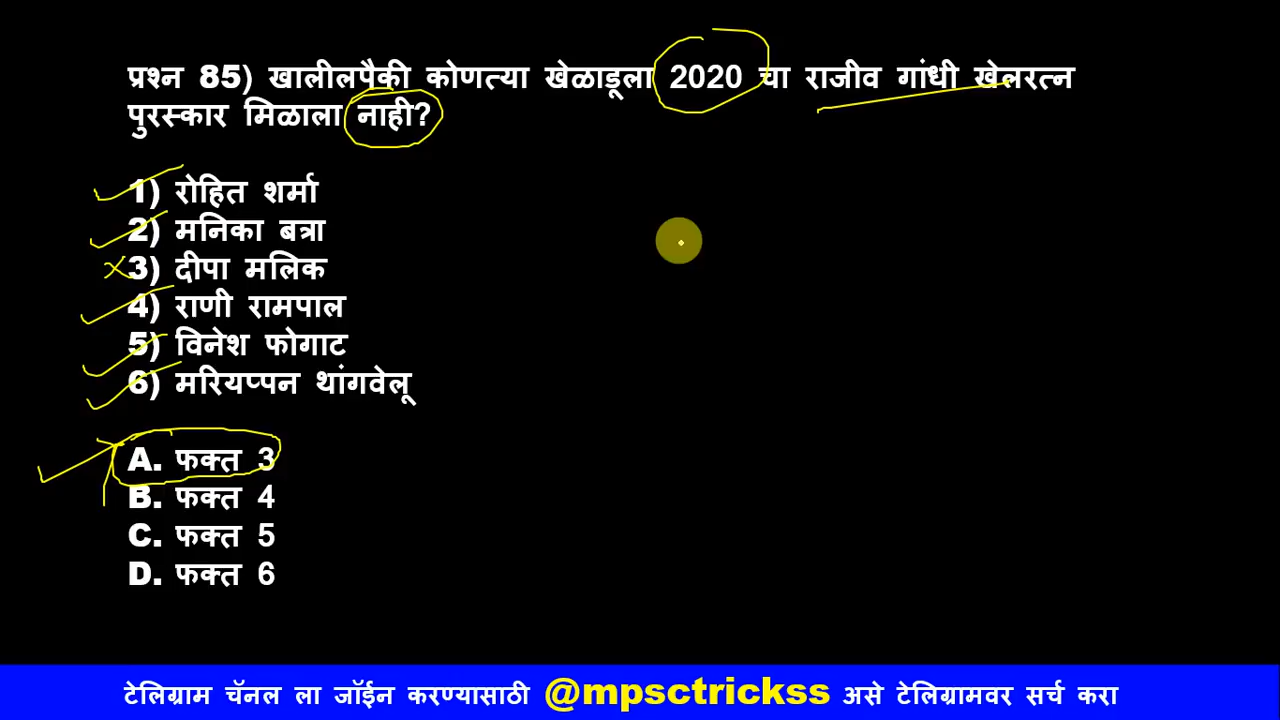 प्रश्न 85) खालीलपैकी कोणत्या खेळाडूला 2020 चा राजीव गांधी खेलरत्न
पुरस्कार मिळाला नाही?
1) रोहित शर्मा
2) मनिका बत्रा
3) दीपा मलिक
4) राणी रामपाल
5) विनेश फोगाट
6) मरियप्पन थांगवेलू
A. फक्त 3
B. फक्त 4
C. फक्त 5
D. फक्त 6
टेलिग्राम चॅनल ला जॉईन करण्यासाठी @mpsctrickss असे टेलिग्रामवर सर्च करा